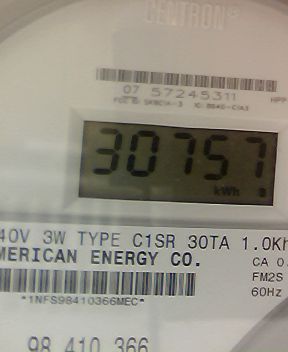 CENTRON®
07 57245311
30757
kWh
40V 3W TYPE C1SR 30TA 1.0Kh
MERICAN ENERGY CO.
CA 0.
FM2S
60Hz
*1NFS98410366MEC*
98 410 366